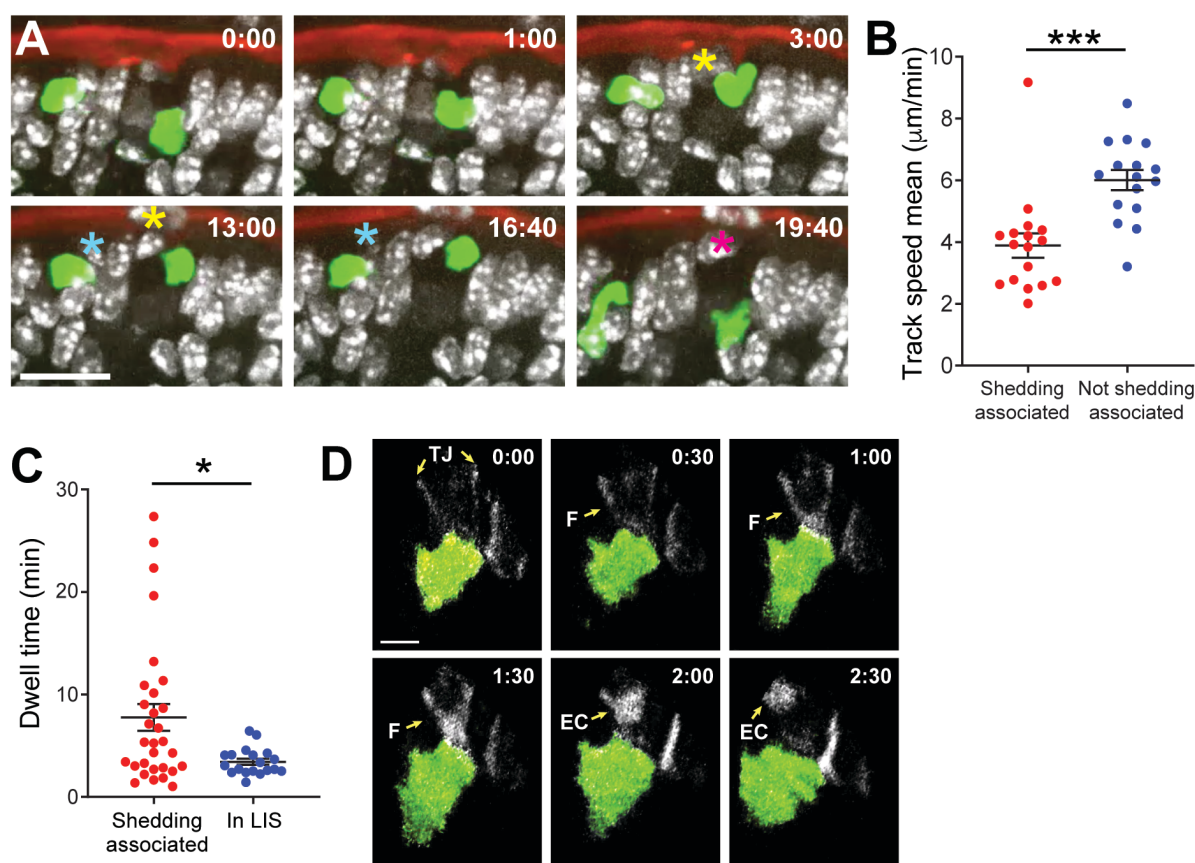 A
0:00
1:00
3:00
*
13:00
*
*
16:40
*
19:40
*
B
***
Track speed mean (μm/min)
10
8
6
4
2
0
Shedding
associated
Not shedding
associated
C
*
Dwell time (min)
30
20
10
0
Shedding
associated
In LIS
D
TJ
0:00
F
0:30
F
1:00
F
1:30
EC
2:00
EC
2:30